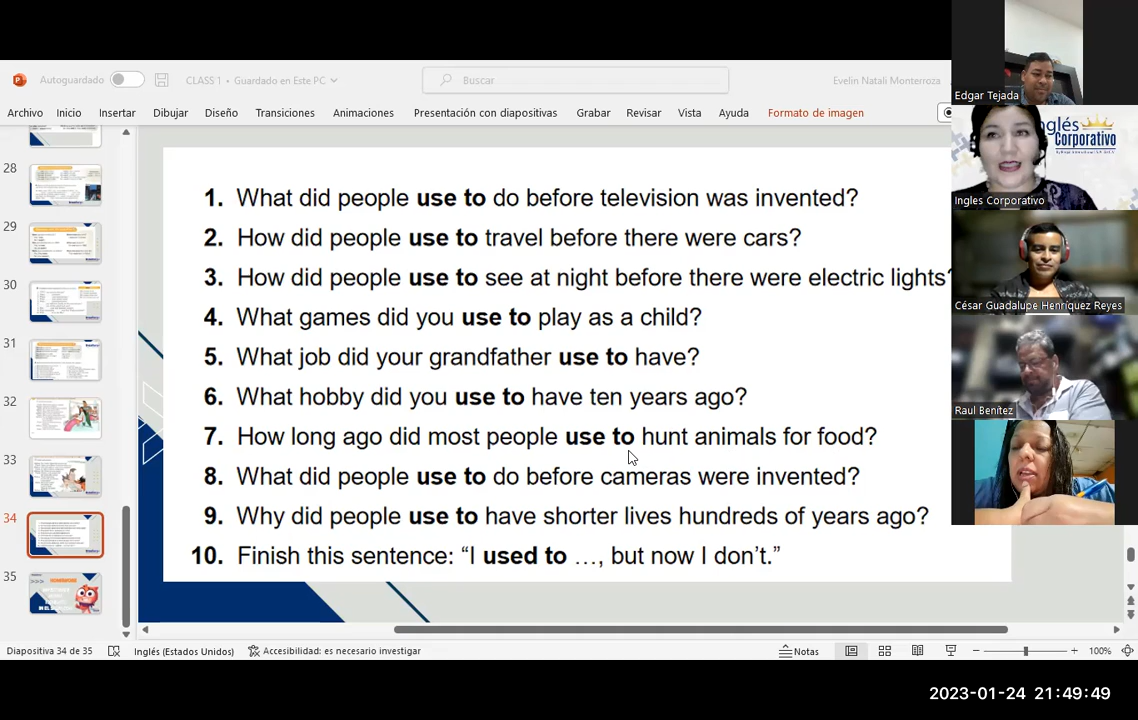 Autoguardado
CLASS 1 • Guardado en Este PC
Buscar
Evelin Natali Monterroza
Archivo Inicio Insertar Dibujar Diseño Transiciones Animaciones Presentación con diapositivas Grabar Revisar Vista Ayuda Formato de imagen
28
29
30
31
32
33
34
35
1. What did people use to do before television was invented?
2. How did people use to travel before there were cars?
3. How did people use to see at night before there were electric lights?
4. What games did you use to play as a child?
5. What job did your grandfather use to have?
6. What hobby did you use to have ten years ago?
7. How long ago did most people use to hunt animals for food?
8. What did people use to do before cameras were invented?
9. Why did people use to have shorter lives hundreds of years ago?
10. Finish this sentence: “I used to …, but now I don’t.”
Edgar Tejada
Inglés Corporativo
Ingles Corporativo
César Guadalupe Henríquez Reyes
Raul Benitez
Diapositiva 34 de 35
Inglés (Estados Unidos)
Accesibilidad: es necesario investigar
Notas
100%
2023-01-24 21:49:49